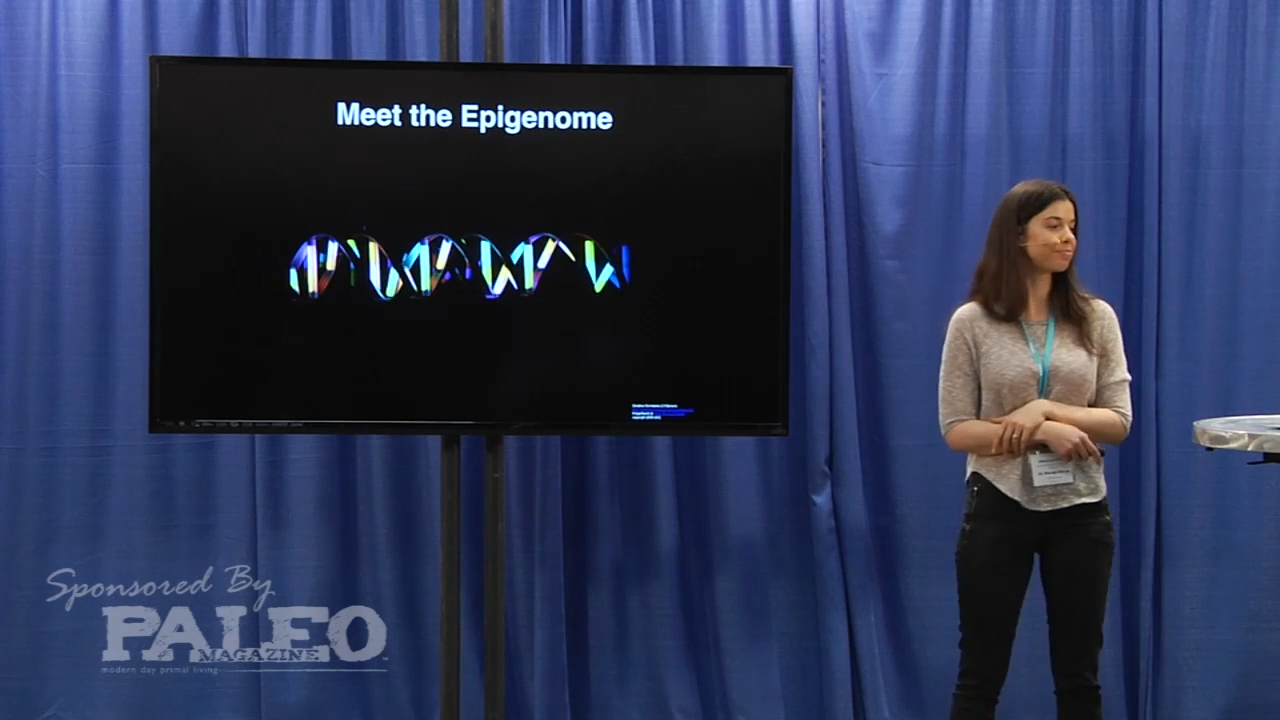 Meet the Epigenome
Sponsored By
PALEO
MAGAZINE
modern day primal living